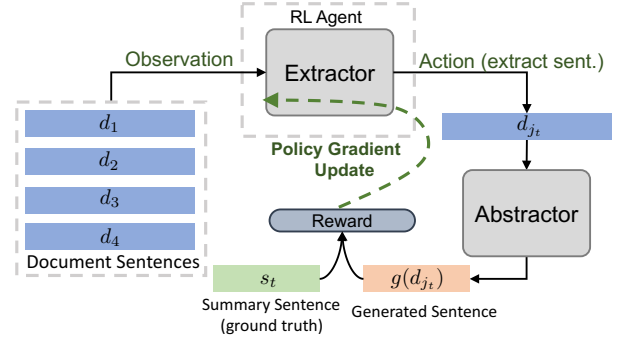 RL Agent
Observation
Extractor
Action (extract sent.)
d_1
d_2
d_3
d_4
Document Sentences
Policy Gradient
Update
d_{j_t}
Abstractor
Reward
s_t
g(d_{j_t})
Summary Sentence
(ground truth)
Generated Sentence